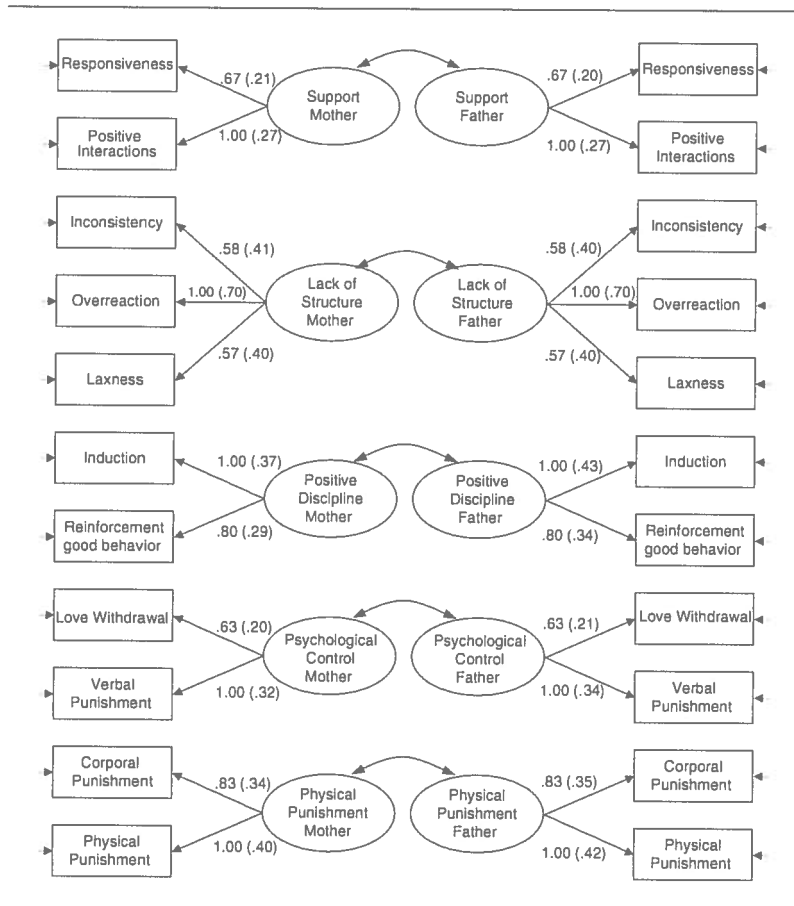 Responsiveness
.67 (.21)
Support
Mother
Support
Father
.67 (.20)
Responsiveness
Positive
Interactions
1.00 (.27)
1.00 (.27)
Positive
Interactions
Inconsistency
.58 (.41)
.58 (.40)
Inconsistency
Overreaction
1.00 (.70)
Lack of
Structure
Mother
Lack of
Structure
Father
1.00 (.70)
Overreaction
Laxness
.57 (.40)
.57 (.40)
Laxness
Induction
1.00 (.37)
Positive
Discipline
Mother
Positive
Discipline
Father
1.00 (.43)
Induction
Reinforcement
good behavior
.80 (.29)
.80 (.34)
Reinforcement
good behavior
Love Withdrawal
.63 (.20)
Psychological
Control
Mother
Psychological
Control
Father
.63 (.21)
Love Withdrawal
Verbal
Punishment
1.00 (.32)
1.00 (.34)
Verbal
Punishment
Corporal
Punishment
.83 (.34)
Physical
Punishment
Mother
Physical
Punishment
Father
.83 (.35)
Corporal
Punishment
Physical
Punishment
1.00 (.40)
1.00 (.42)
Physical
Punishment